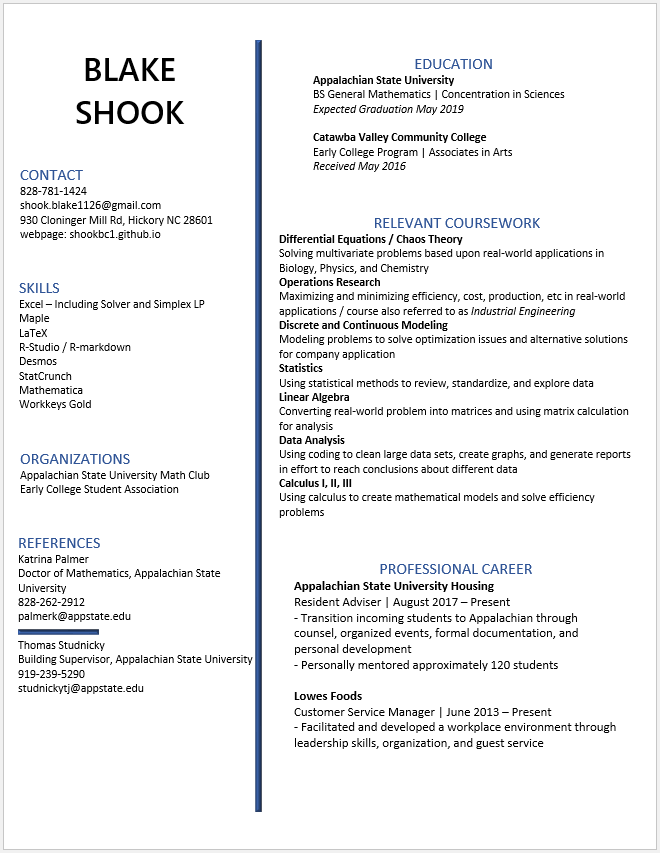 BLAKE
SHOOK
CONTACT
828-781-1424
shook.blake1126@gmail.com
930 Cloninger Mill Rd, Hickory NC 28601
webpage: shookbc1.github.io
SKILLS
Excel – Including Solver and Simplex LP
Maple
LaTeX
R-Studio / R-markdown
Desmos
StatCrunch
Mathematica
Workkeys Gold
ORGANIZATIONS
Appalachian State University Math Club
Early College Student Association
REFERENCES
Katrina Palmer
Doctor of Mathematics, Appalachian State
University
828-262-2912
palmerk@appstate.edu
Thomas Studnicky
Building Supervisor, Appalachian State University
919-239-5290
studnickytj@appstate.edu
EDUCATION
Appalachian State University
BS General Mathematics | Concentration in Sciences
Expected Graduation May 2019
Catawba Valley Community College
Early College Program | Associates in Arts
Received May 2016
RELEVANT COURSEWORK
Differential Equations / Chaos Theory
Solving multivariate problems based upon real-world applications in
Biology, Physics, and Chemistry
Operations Research
Maximizing and minimizing efficiency, cost, production, etc in real-world
applications / course also referred to as Industrial Engineering
Discrete and Continuous Modeling
Modeling problems to solve optimization issues and alternative solutions
for company application
Statistics
Using statistical methods to review, standardize, and explore data
Linear Algebra
Converting real-world problem into matrices and using matrix calculation
for analysis
Data Analysis
Using coding to clean large data sets, create graphs, and generate reports
in effort to reach conclusions about different data
Calculus I, II, III
Using calculus to create mathematical models and solve efficiency
problems
PROFESSIONAL CAREER
Appalachian State University Housing
Resident Adviser | August 2017 – Present
- Transition incoming students to Appalachian through
counsel, organized events, formal documentation, and
personal development
- Personally mentored approximately 120 students
Lowes Foods
Customer Service Manager | June 2013 – Present
- Facilitated and developed a workplace environment through
leadership skills, organization, and guest service